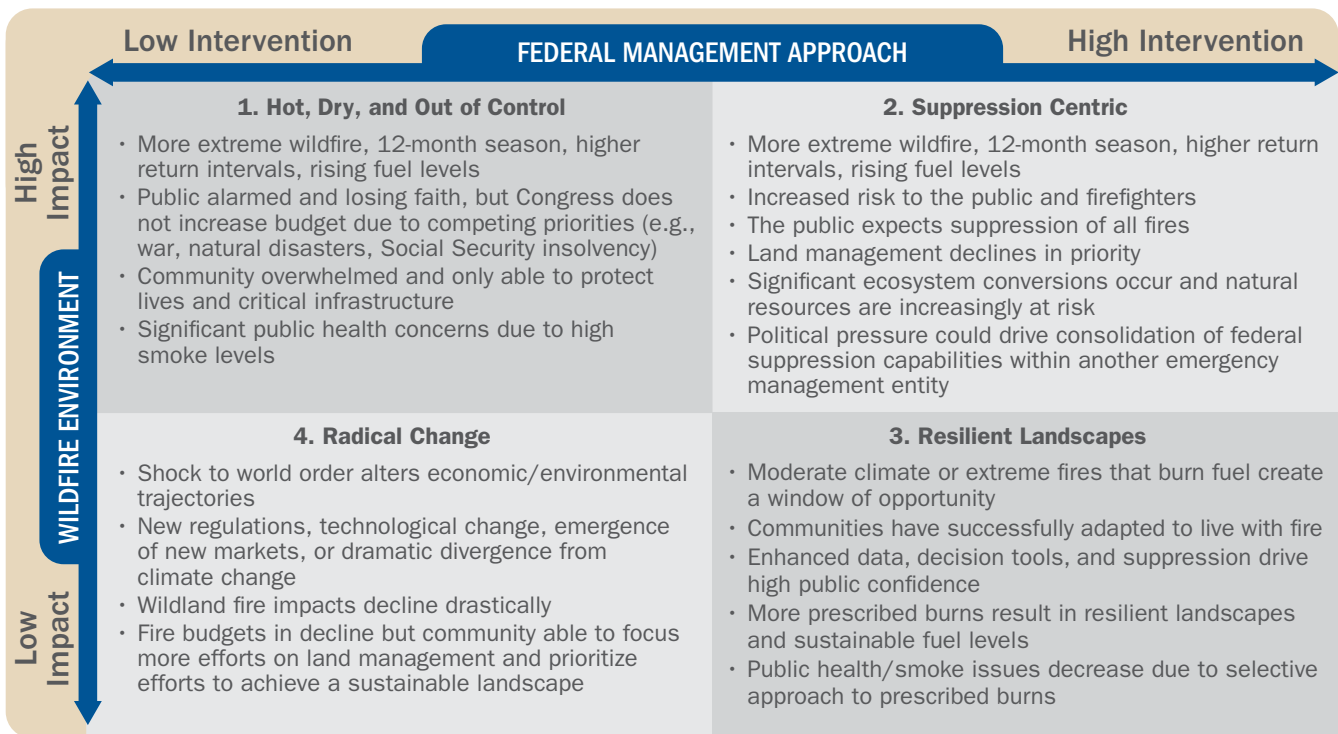 Low Intervention
FEDERAL MANAGEMENT APPROACH
High Intervention
High
Impact
WILDFIRE ENVIRONMENT
Low
Impact
1. Hot, Dry, and Out of Control
· More extreme wildfire, 12-month season, higher
return intervals, rising fuel levels
· Public alarmed and losing faith, but Congress does
not increase budget due to competing priorities (e.g.,
war, natural disasters, Social Security insolvency)
· Community overwhelmed and only able to protect
lives and critical infrastructure
· Significant public health concerns due to high
smoke levels
2. Suppression Centric
· More extreme wildfire, 12-month season, higher return
intervals, rising fuel levels
· Increased risk to the public and firefighters
· The public expects suppression of all fires
· Land management declines in priority
· Significant ecosystem conversions occur and natural
resources are increasingly at risk
· Political pressure could drive consolidation of federal
suppression capabilities within another emergency
management entity
4. Radical Change
· Shock to world order alters economic/environmental
trajectories
· New regulations, technological change, emergence
of new markets, or dramatic divergence from
climate change
· Wildland fire impacts decline drastically
· Fire budgets in decline but community able to focus
more efforts on land management and prioritize
efforts to achieve a sustainable landscape
3. Resilient Landscapes
· Moderate climate or extreme fires that burn fuel create
a window of opportunity
· Communities have successfully adapted to live with fire
· Enhanced data, decision tools, and suppression drive
high public confidence
· More prescribed burns result in resilient landscapes
and sustainable fuel levels
· Public health/smoke issues decrease due to selective
approach to prescribed burns